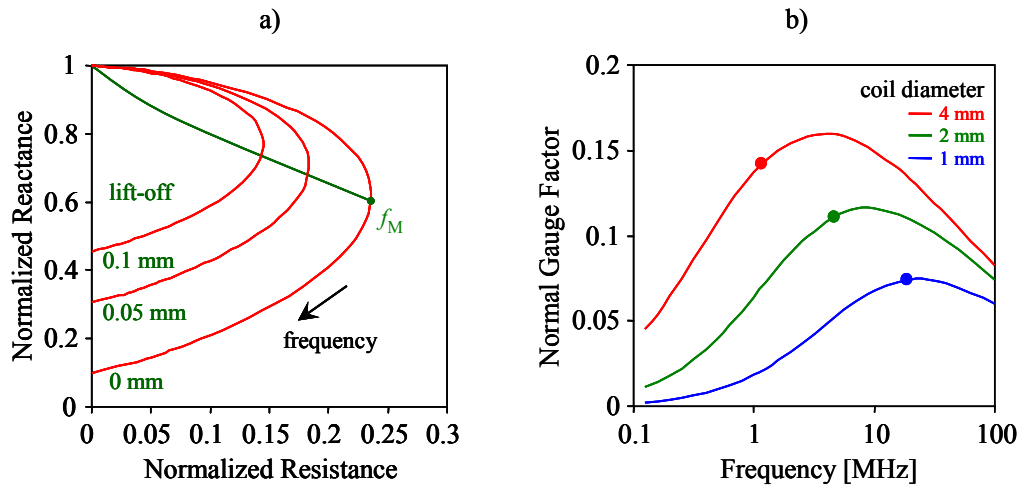 a)
Normalized Reactance
1
0.8
0.6
0.4
0.2
0
lift-off
0.1 mm
0.05 mm
0 mm
fM
frequency
0
0.05
0.1
0.15
0.2
0.25
0.3
Normalized Resistance
b)
Normal Gauge Factor
0.2
0.15
0.1
0.05
0
coil diameter
4 mm
2 mm
1 mm
0.1
1
10
100
Frequency [MHz]